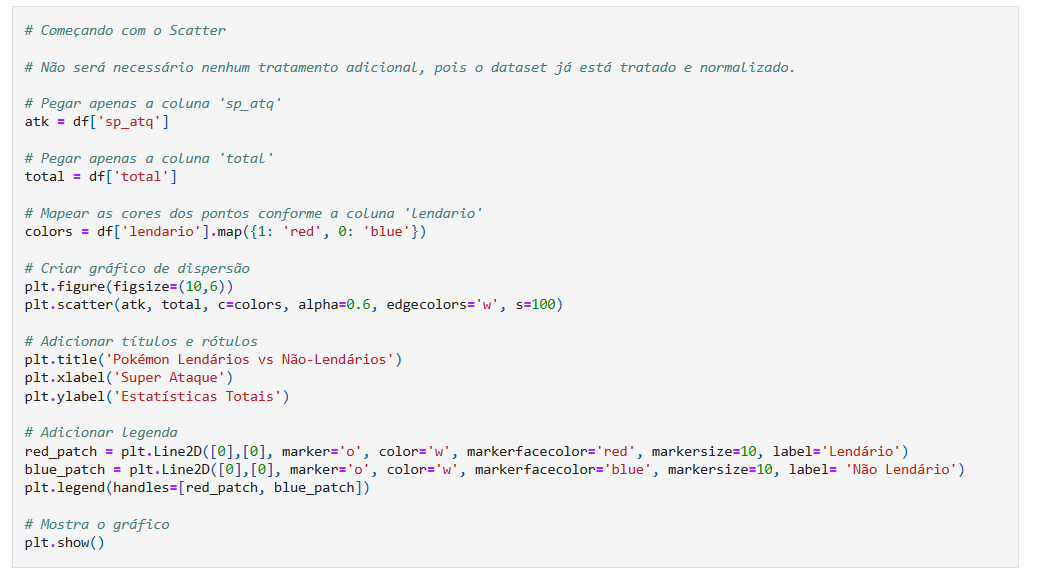 # Começando com o Scatter
# Não será necessário nenhum tratamento adicional, pois o dataset já está tratado e normalizado.
# Pegar apenas a coluna 'sp_atq'
atk = df['sp_atq']
# Pegar apenas a coluna 'total'
total = df['total']
# Mapear as cores dos pontos conforme a coluna 'lendario'
colors = df['lendario'].map({1: 'red', 0: 'blue'})
# Criar gráfico de dispersão
plt.figure(figsize=(10,6))
plt.scatter(atk, total, c=colors, alpha=0.6, edgecolors='w', s=100)
# Adicionar títulos e rótulos
plt.title('Pokémon Lendários vs Não-Lendários')
plt.xlabel('Super Ataque')
plt.ylabel('Estatísticas Totais')
# Adicionar legenda
red_patch = plt.Line2D([0],[0], marker='o', color='w', markerfacecolor='red', markersize=10, label='Lendário')
blue_patch = plt.Line2D([0],[0], marker='o', color='w', markerfacecolor='blue', markersize=10, label= 'Não Lendário')
plt.legend(handles=[red_patch, blue_patch])
# Mostra o gráfico
plt.show()